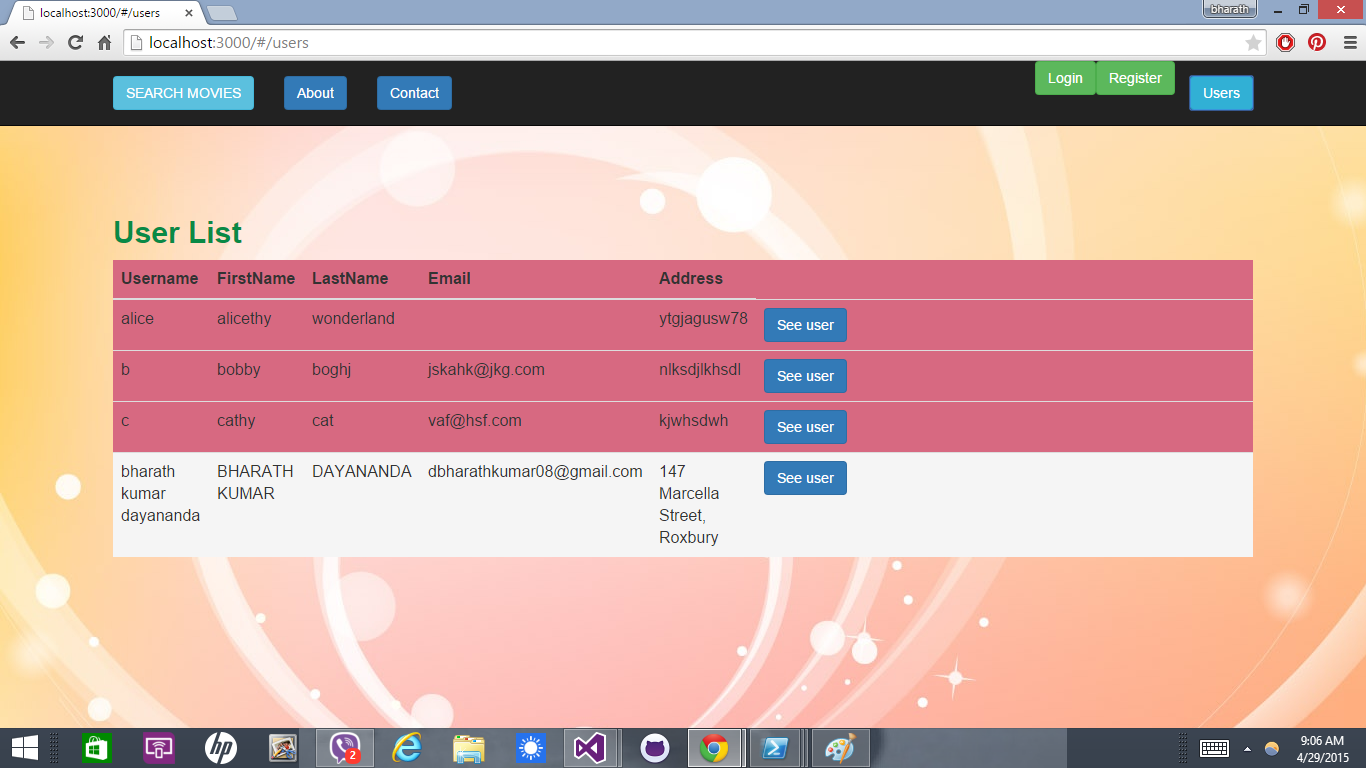 localhost:3000/#/users
bharath
localhost:3000/#/users
SEARCH MOVIES About Contact Login Register Users
User List
Username FirstName LastName Email Address
alice alicethy wonderland ytgjagusw78 See user
b bobby boghj jskahk@jkg.com nlksdjlkhsdl See user
c cathy cat vaf@hsf.com kjwhsdwh See user
bharath BHARATH DAYANANDA dbharathkumar08@gmail.com 147 See user
kumar KUMAR Marcella
dayananda Street,
Roxbury
hp
2
9:06 AM
4/29/2015